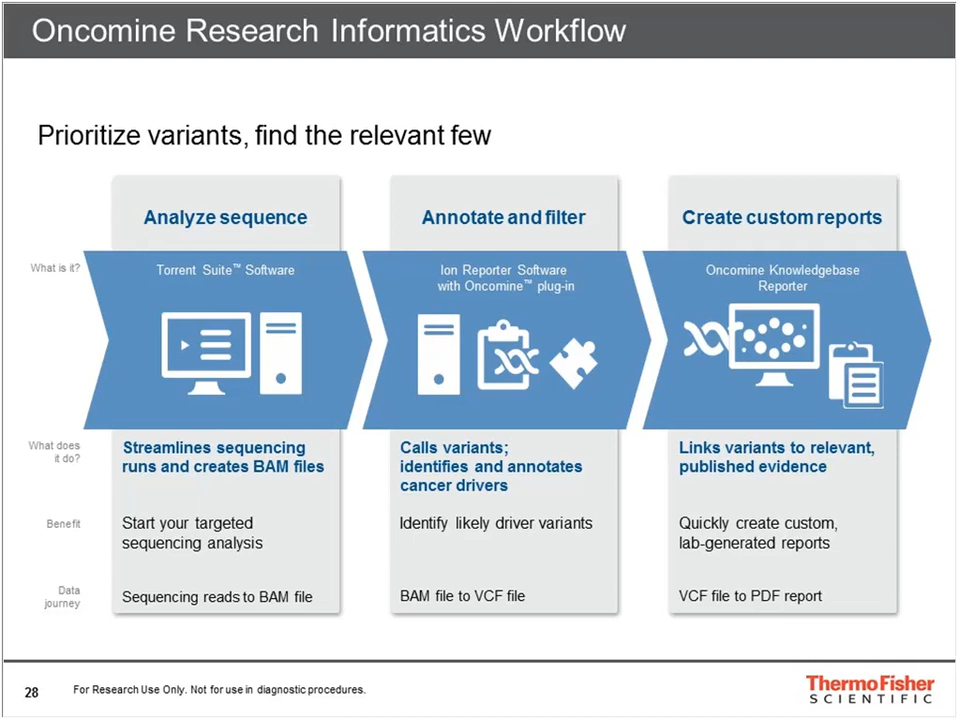 Oncomine Research Informatics Workflow
Prioritize variants, find the relevant few
Analyze sequence
Annotate and filter
Create custom reports
What is it?
Torrent Suite™ Software
Ion Reporter Software
with Oncomine™ plug-in
Oncomine Knowledgebase
Reporter
What does
it do?
Streamlines sequencing
runs and creates BAM files
Calls variants;
identifies and annotates
cancer drivers
Links variants to relevant,
published evidence
Benefit
Start your targeted
sequencing analysis
Identify likely driver variants
Quickly create custom,
lab-generated reports
Data
journey
Sequencing reads to BAM file
BAM file to VCF file
VCF file to PDF report
28
For Research Use Only. Not for use in diagnostic procedures.
ThermoFisher
SCIENTIFIC